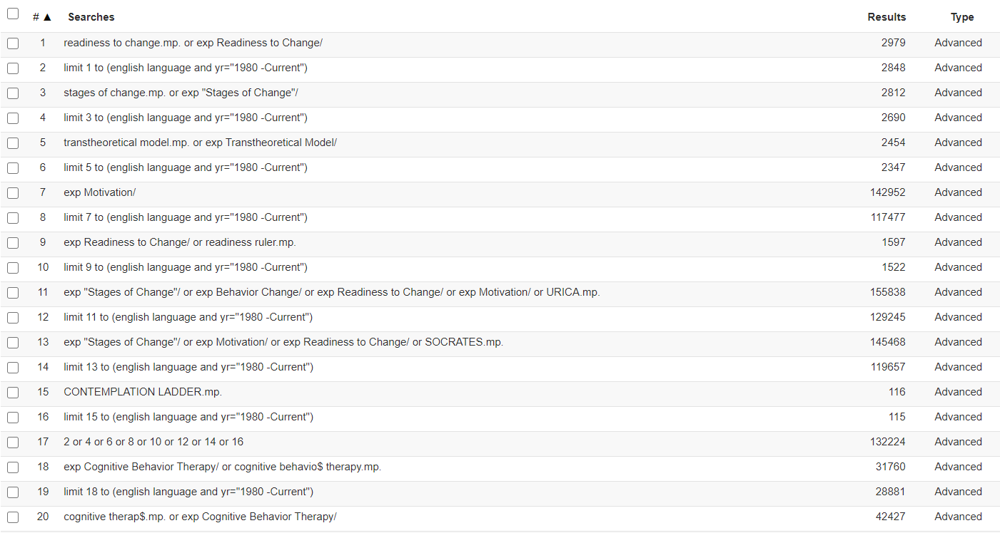 # ▲ Searches Results Type
1 readiness to change.mp. or exp Readiness to Change/ 2979 Advanced
2 limit 1 to (english language and yr="1980 -Current") 2848 Advanced
3 stages of change.mp. or exp "Stages of Change"/ 2812 Advanced
4 limit 3 to (english language and yr="1980 -Current") 2690 Advanced
5 transtheoretical model.mp. or exp Transtheoretical Model/ 2454 Advanced
6 limit 5 to (english language and yr="1980 -Current") 2347 Advanced
7 exp Motivation/ 142952 Advanced
8 limit 7 to (english language and yr="1980 -Current") 117477 Advanced
9 exp Readiness to Change/ or readiness ruler.mp. 1597 Advanced
10 limit 9 to (english language and yr="1980 -Current") 1522 Advanced
11 exp "Stages of Change"/ or exp Behavior Change/ or exp Readiness to Change/ or exp Motivation/ or URICA.mp. 155838 Advanced
12 limit 11 to (english language and yr="1980 -Current") 129245 Advanced
13 exp "Stages of Change"/ or exp Motivation/ or exp Readiness to Change/ or SOCRATES.mp. 145468 Advanced
14 limit 13 to (english language and yr="1980 -Current") 119657 Advanced
15 CONTEMPLATION LADDER.mp. 116 Advanced
16 limit 15 to (english language and yr="1980 -Current") 115 Advanced
17 2 or 4 or 6 or 8 or 10 or 12 or 14 or 16 132224 Advanced
18 exp Cognitive Behavior Therapy/ or cognitive behavio$ therapy.mp. 31760 Advanced
19 limit 18 to (english language and yr="1980 -Current") 28881 Advanced
20 cognitive therap$.mp. or exp Cognitive Behavior Therapy/ 42427 Advanced